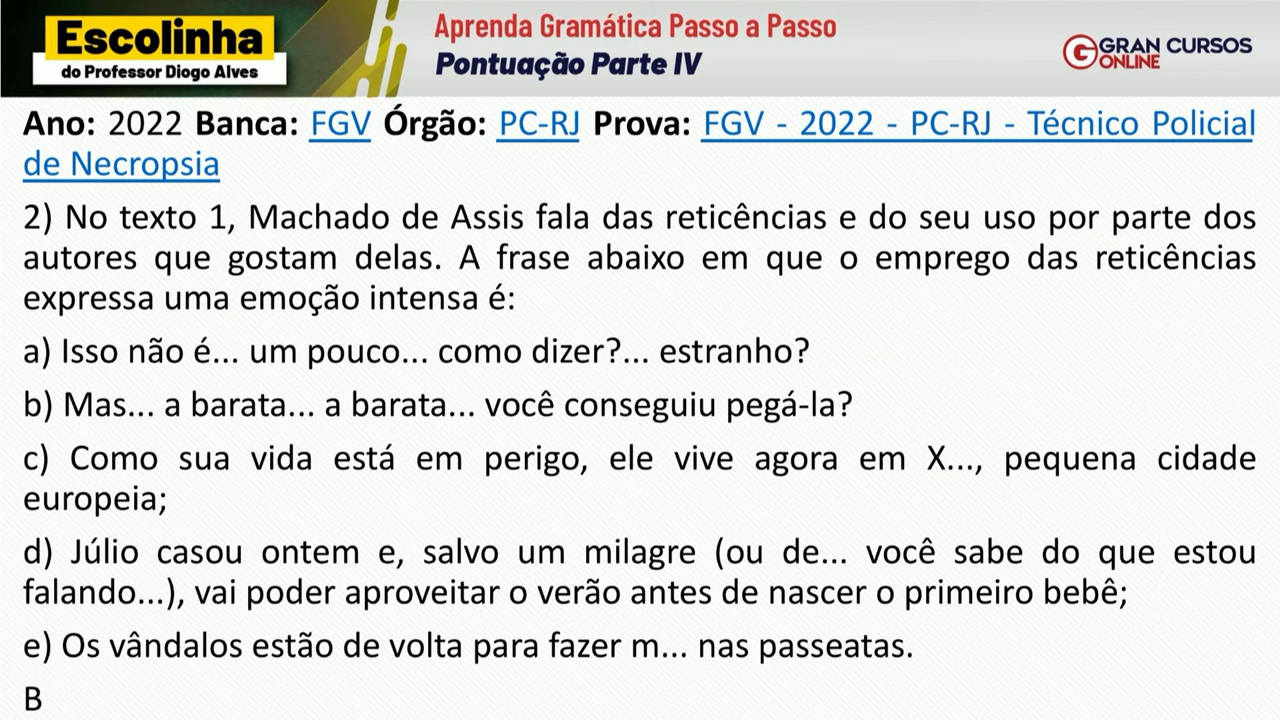 Escolinha
do Professor Diogo Alves
Aprenda Gramática Passo a Passo
Pontuação Parte IV
GRAN CURSOS
ONLINE
Ano: 2022 Banca: FGV Órgão: PC-RJ Prova: FGV - 2022 - PC-RJ - Técnico Policial
de Necropsia
2) No texto 1, Machado de Assis fala das reticências e do seu uso por parte dos
autores que gostam delas. A frase abaixo em que o emprego das reticências
expressa uma emoção intensa é:
a) Isso não é... um pouco... como dizer?... estranho?
b) Mas... a barata... a barata... você conseguiu pegá-la?
c) Como sua vida está em perigo, ele vive agora em X..., pequena cidade
europeia;
d) Júlio casou ontem e, salvo um milagre (ou de... você sabe do que estou
falando...), vai poder aproveitar o verão antes de nascer o primeiro bebê;
e) Os vândalos estão de volta para fazer m... nas passeatas.
B